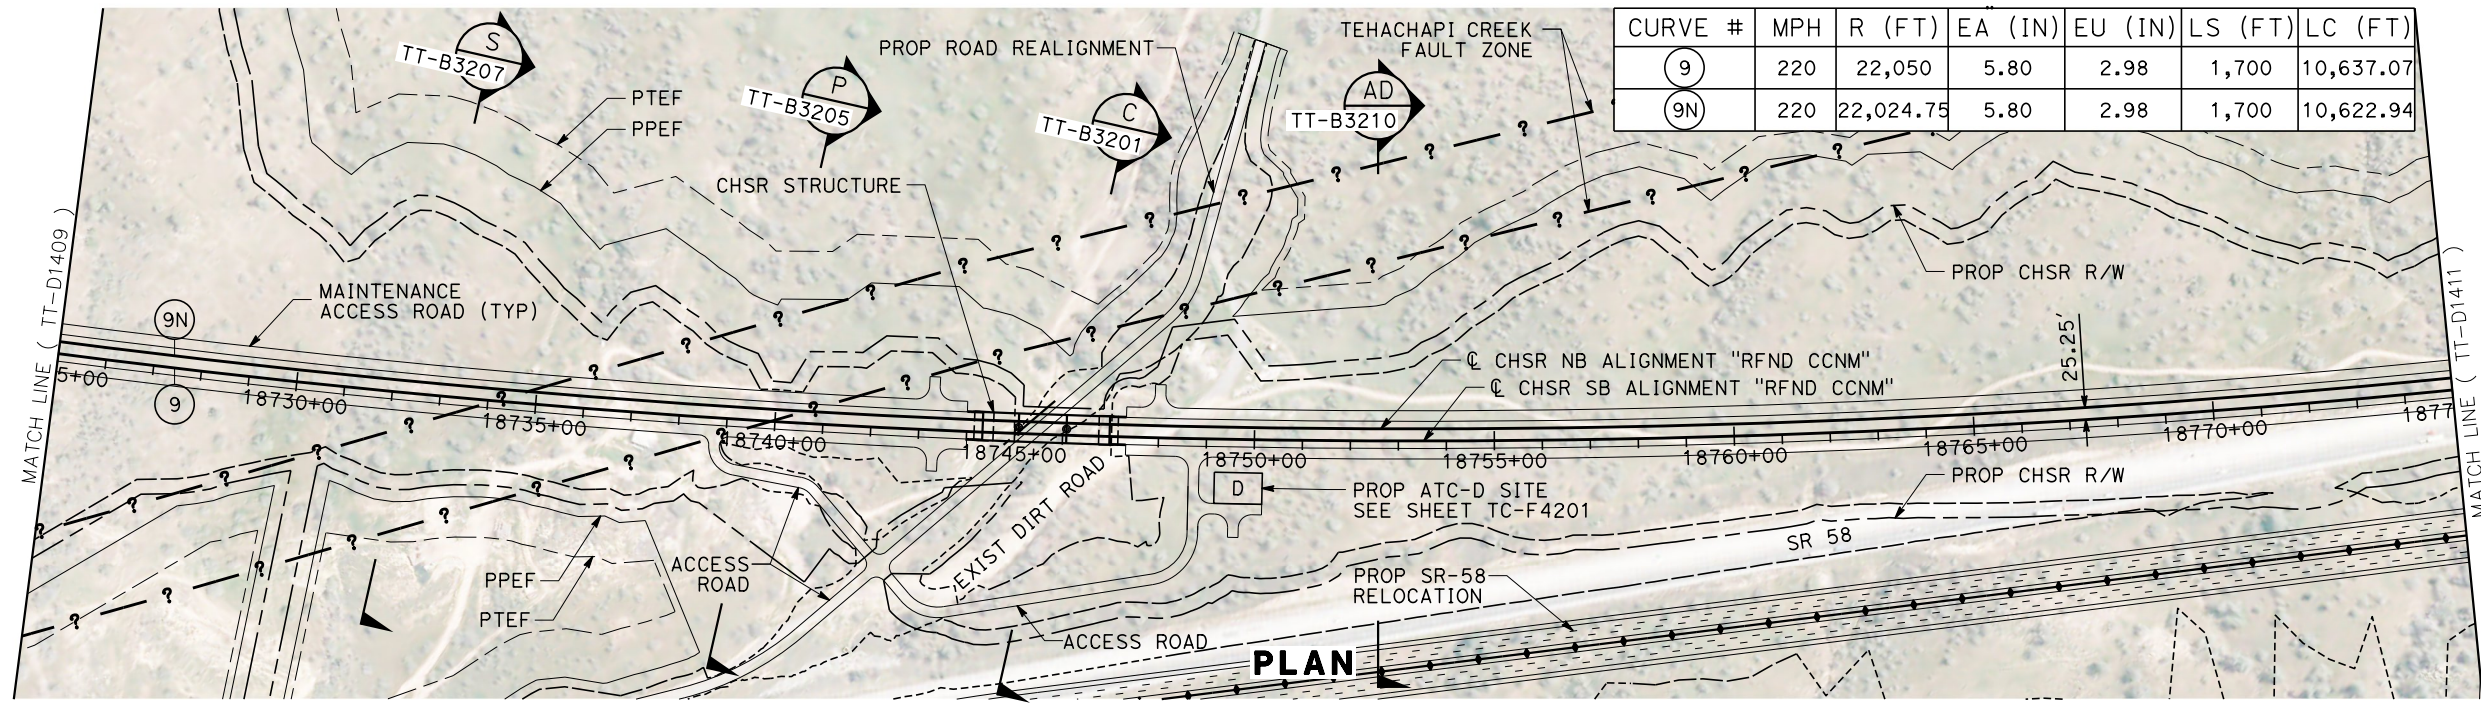 CURVE # MPH R (FT) EA (IN) EU (IN) LS (FT) LC (FT)
9 220 22,050 5.80 2.98 1,700 10,637.07
9N 220 22,024.75 5.80 2.98 1,700 10,622.94
S
TT-B3207
P
TT-B3205
C
TT-B3201
AD
TT-B3210
PROP ROAD REALIGNMENT
TEHACHAPI CREEK
FAULT ZONE
PTEF
PPEF
CHSR STRUCTURE
MATCH LINE ( TT-D1409 )
MAINTENANCE
ACCESS ROAD (TYP)
9N
9
PROP CHSR R/W
MATCH LINE ( TT-D1411 )
25.25'
℄ CHSR NB ALIGNMENT "RFND CCNM"
℄ CHSR SB ALIGNMENT "RFND CCNM"
5+00
18730+00
18735+00
18740+00
18745+00
18750+00
18755+00
18760+00
18765+00
18770+00
1877
EXIST DIRT ROAD
D
PROP ATC-D SITE
SEE SHEET TC-F4201
PROP CHSR R/W
SR 58
PPEF
PTEF
ACCESS
ROAD
ACCESS ROAD
PROP SR-58
RELOCATION
PLAN